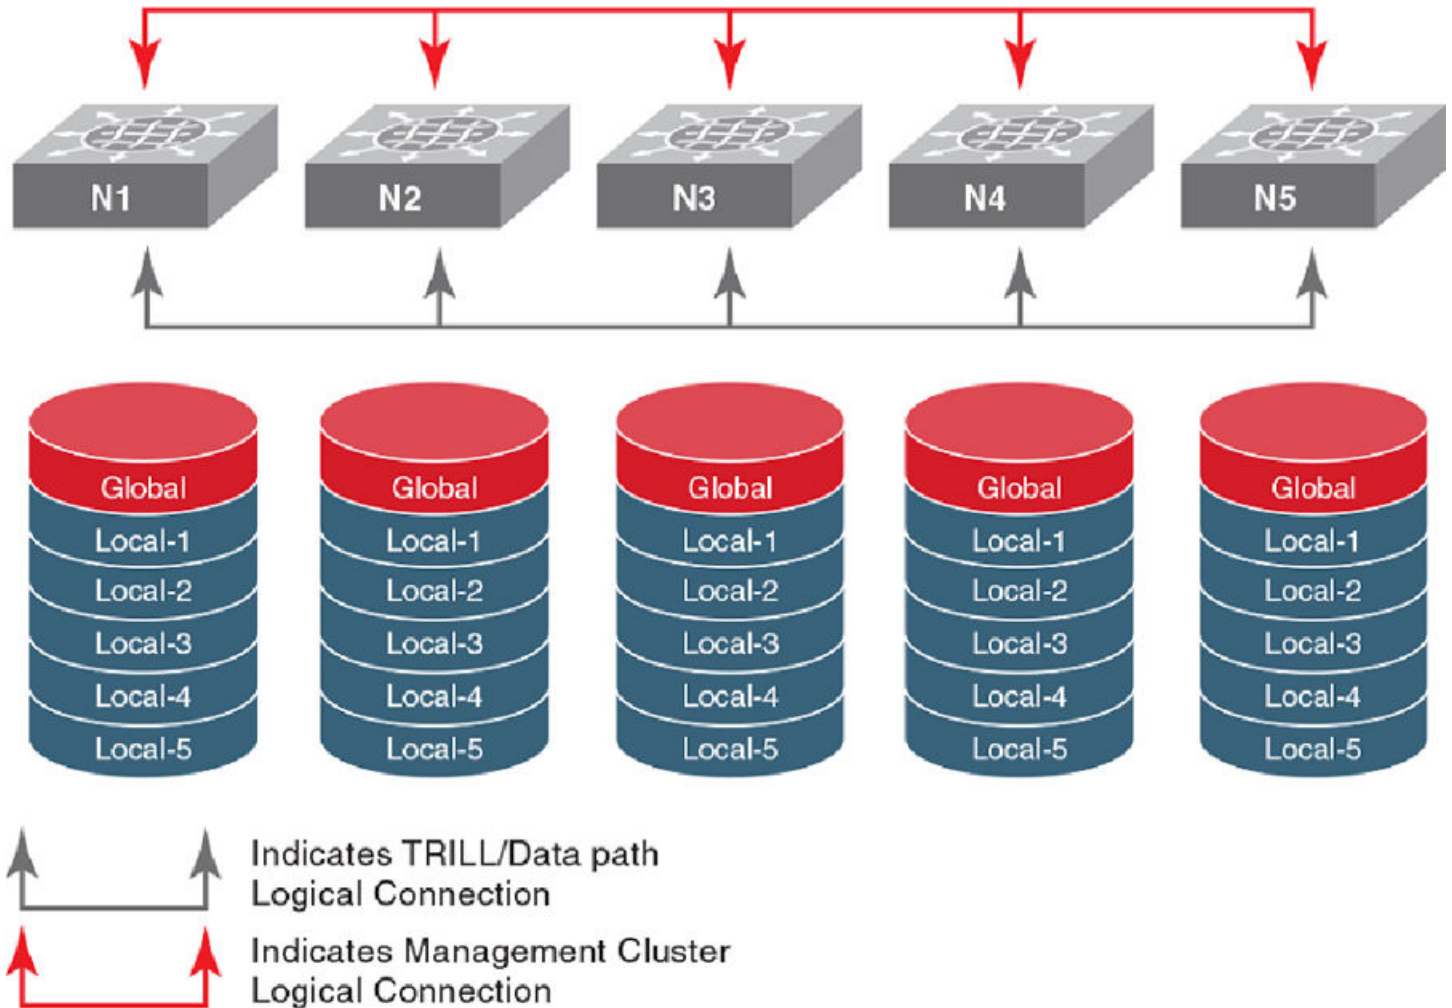 N1 N2 N3 N4 N5
Global Global Global Global Global
Local-1 Local-1 Local-1 Local-1 Local-1
Local-2 Local-2 Local-2 Local-2 Local-2
Local-3 Local-3 Local-3 Local-3 Local-3
Local-4 Local-4 Local-4 Local-4 Local-4
Local-5 Local-5 Local-5 Local-5 Local-5
Indicates TRILL/Data path
Logical Connection
Indicates Management Cluster
Logical Connection